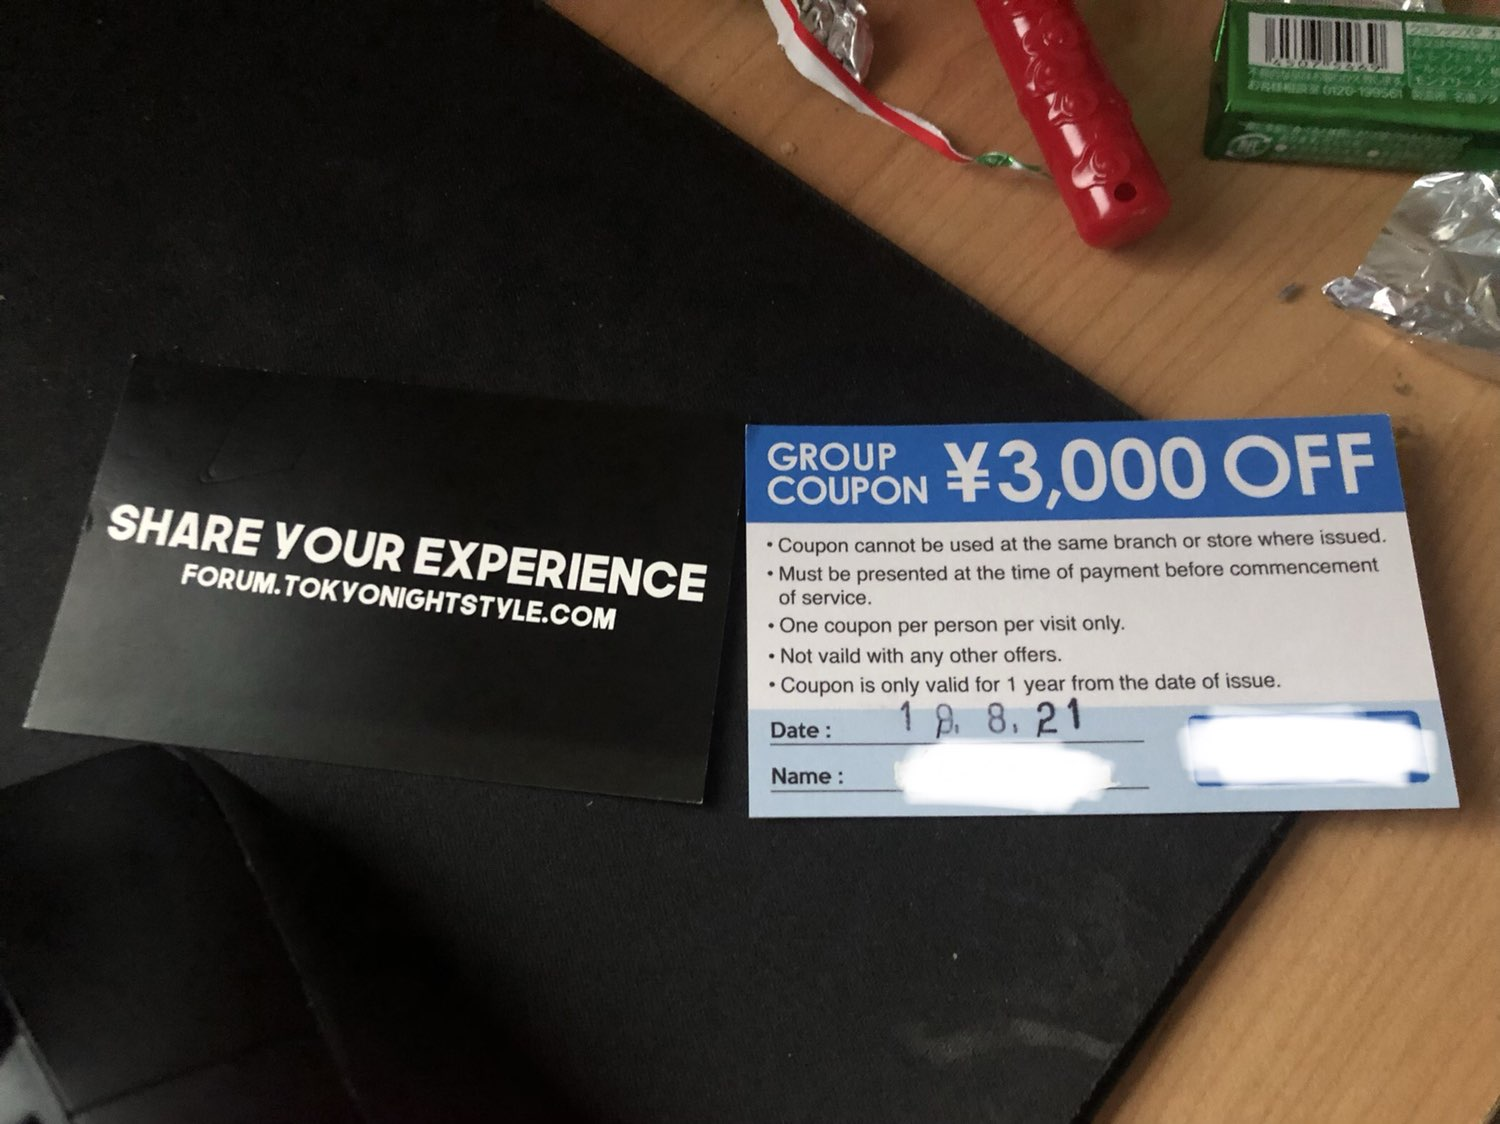 SHARE YOUR EXPERIENCE
FORUM.TOKYONIGHTSTYLE.COM
GROUP
COUPON
¥3,000 OFF
• Coupon cannot be used at the same branch or store where issued.
• Must be presented at the time of payment before commencement
of service.
• One coupon per person per visit only.
• Not vaild with any other offers.
• Coupon is only valid for 1 year from the date of issue.
Date : 19. 8. 21
Name :